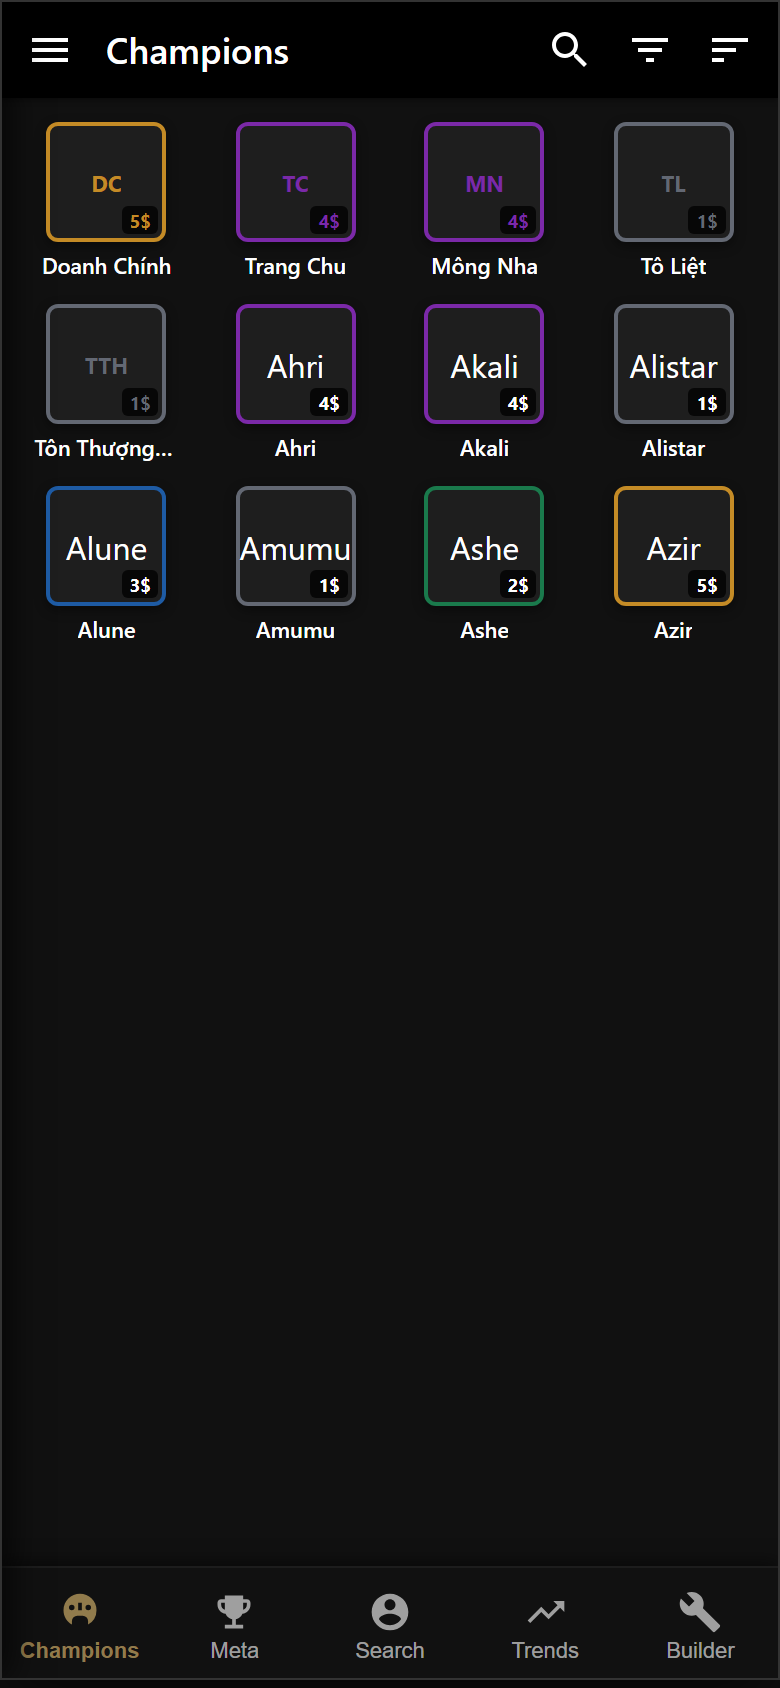 Champions
DC
5$
TC
4$
MN
4$
TL
1$
Doanh Chính
Trang Chu
Mông Nha
Tô Liệt
TTH
1$
Ahri
4$
Akali
4$
Alistar
1$
Tôn Thượng...
Ahri
Akali
Alistar
Alune
3$
Amumu
1$
Ashe
2$
Azir
5$
Alune
Amumu
Ashe
Azir
Champions
Meta
Search
Trends
Builder